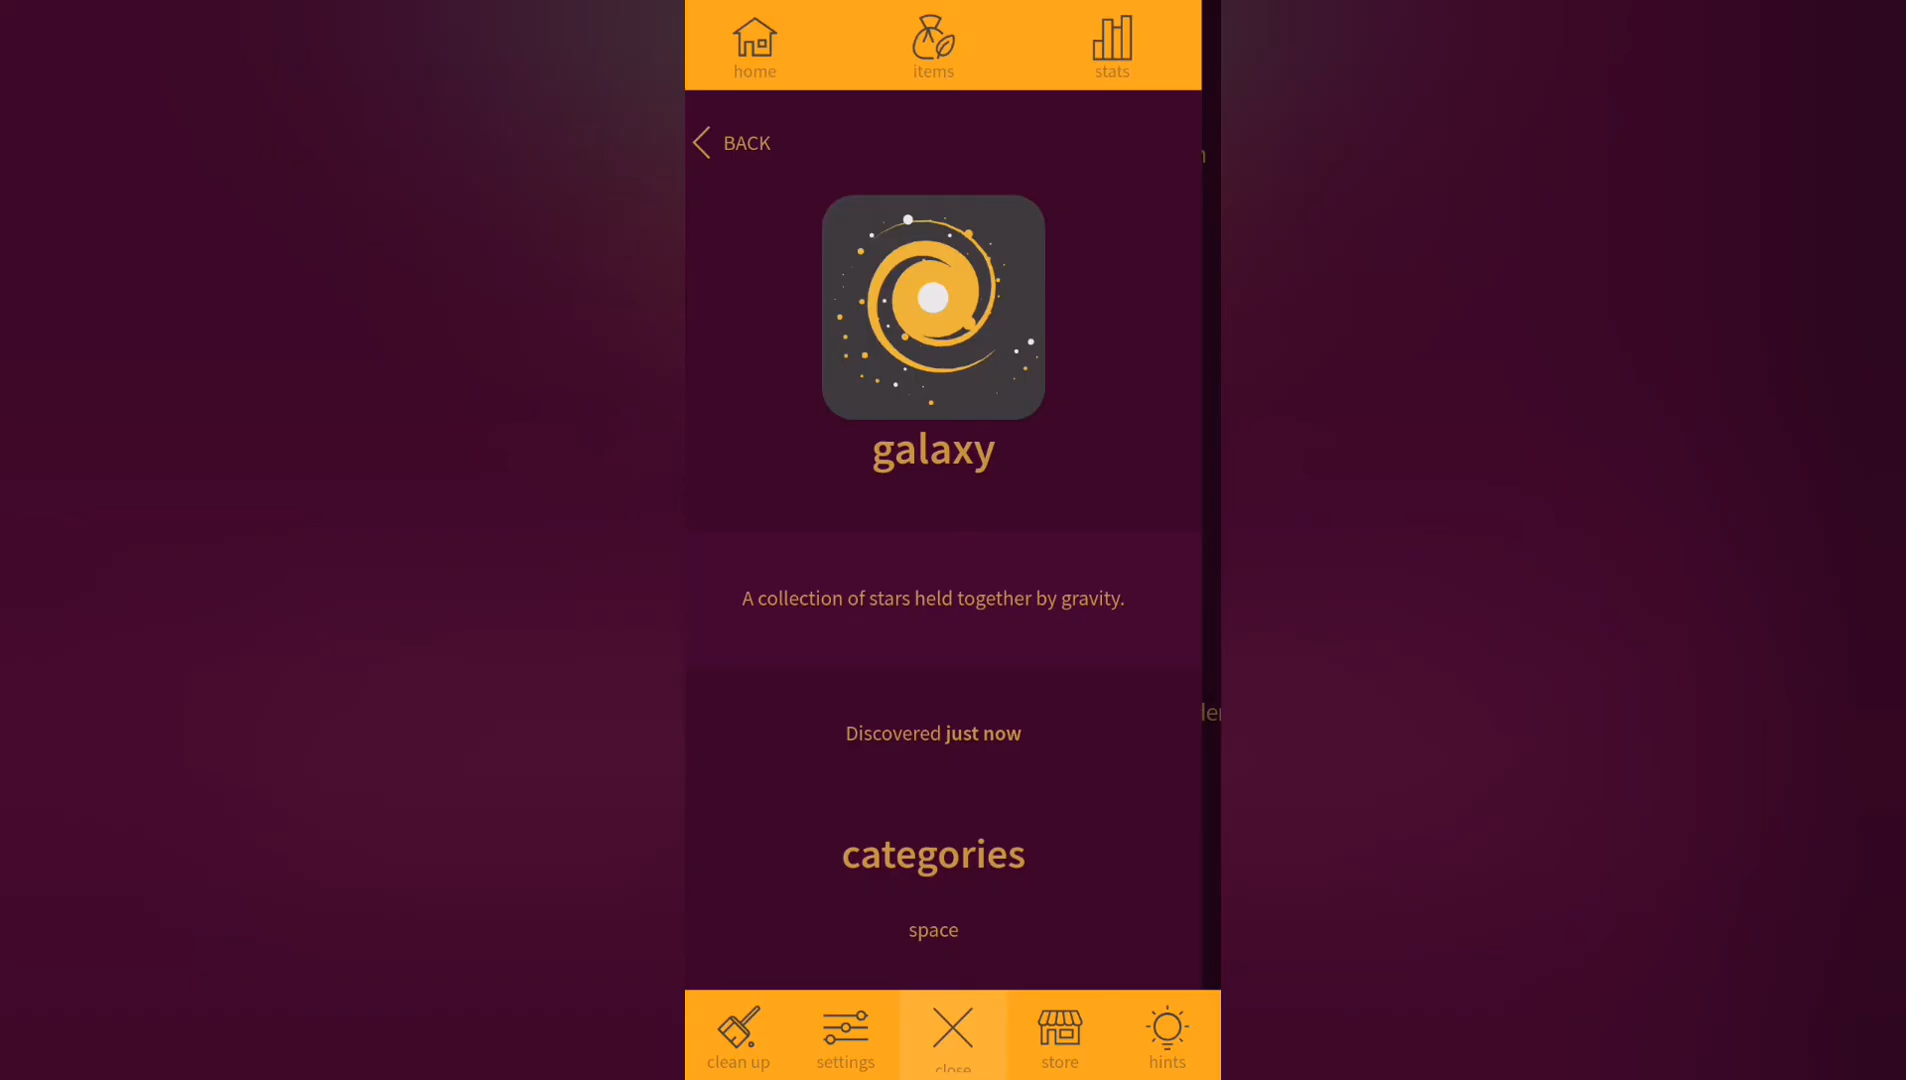 home items stats
BACK
galaxy
A collection of stars held together by gravity.
Discovered just now
categories
space
clean up settings close store hints